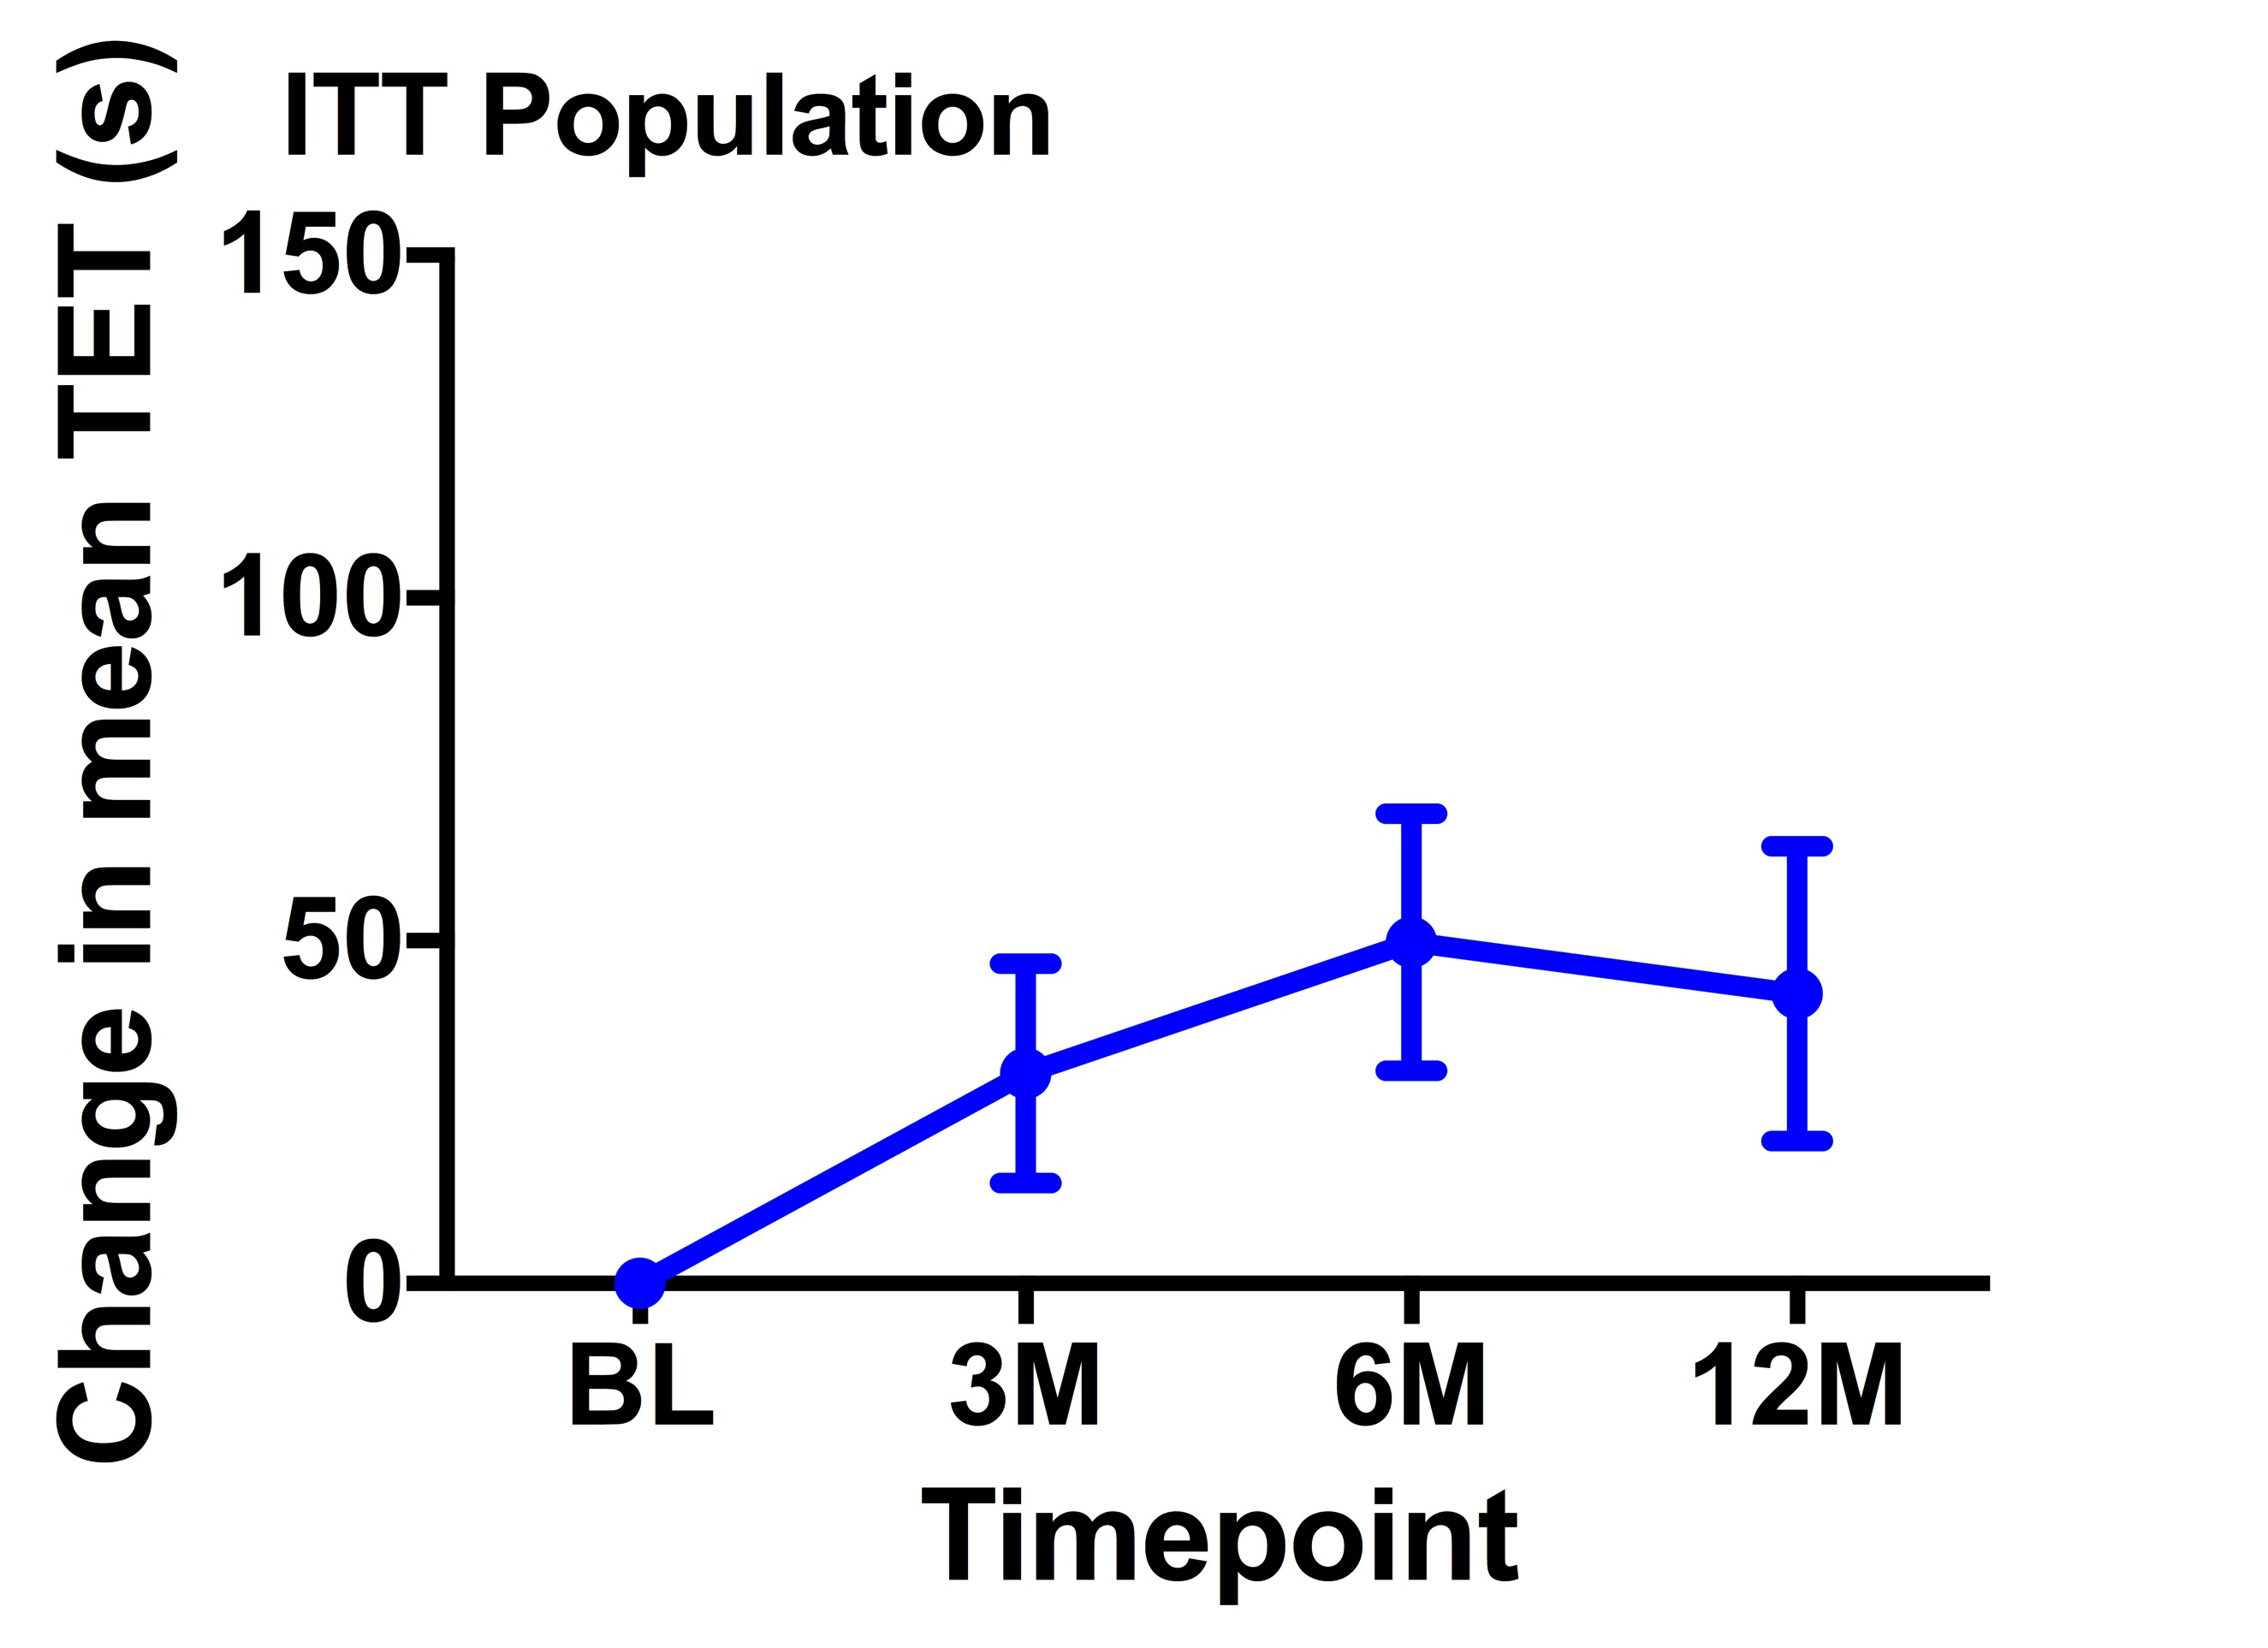 Change in mean TET (s)
ITT Population
150
100
50
0
BL 3M 6M 12M
Timepoint